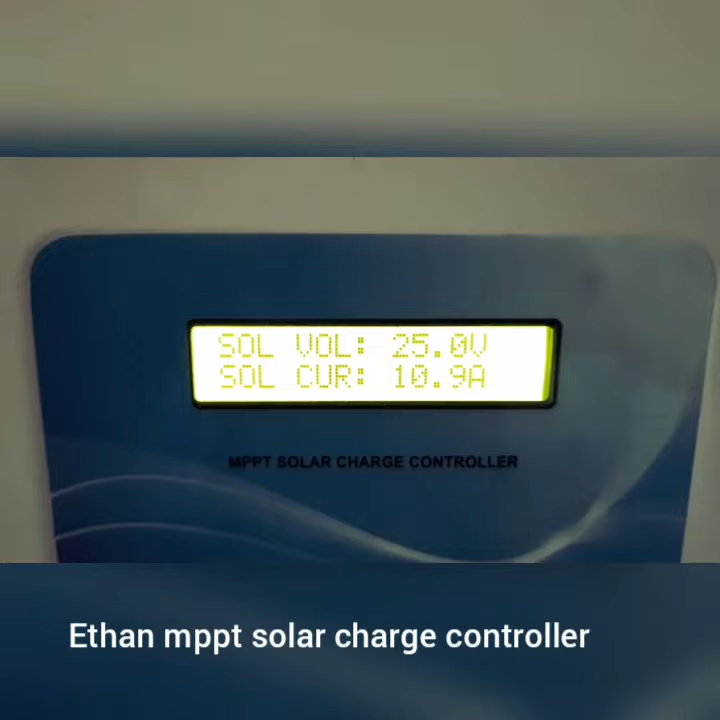 SOL VOL: 25.0V
SOL CUR: 10.9A
MPPT SOLAR CHARGE CONTROLLER
Ethan mppt solar charge controller